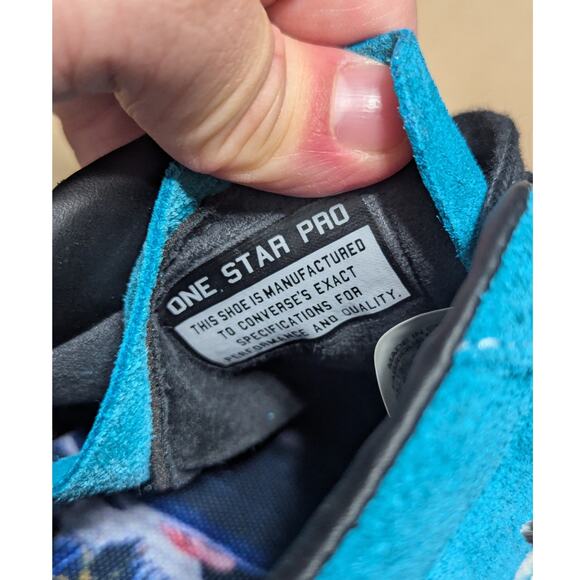 ONE STAR PRO
THIS SHOE IS MANUFACTURED
TO CONVERSE'S EXACT
SPECIFICATIONS FOR
PERFORMANCE AND QUALITY.